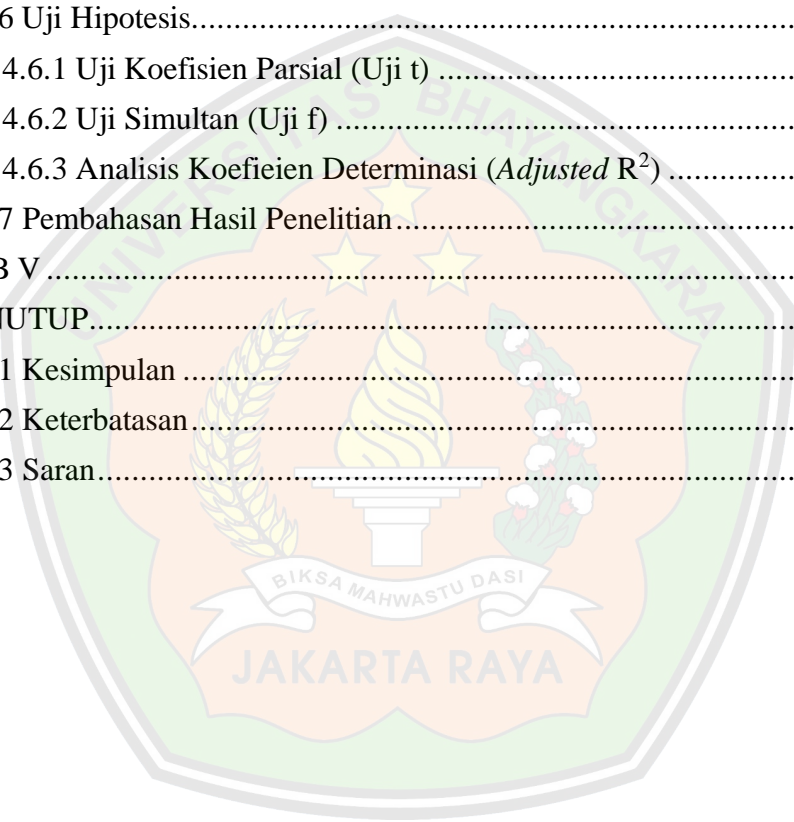 6 Uji Hipotesis
4.6.1 Uji Koefisien Parsial (Uji t)
4.6.2 Uji Simultan (Uji f)
4.6.3 Analisis Koefieien Determinasi (Adjusted R²)
7 Pembahasan Hasil Penelitian
B V
NUTUP
1 Kesimpulan
2 Keterbatasan
3 Saran
UNIVERSITAS BHAYANGKARA
BIKSA MAHWASTU DASI
JAKARTA RAYA